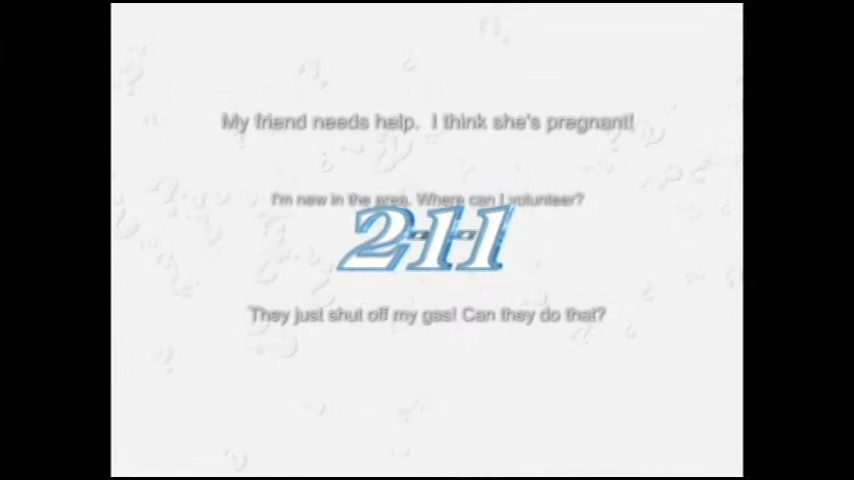 My friend needs help. I think she's pregnant!
I'm new in the area. Where can I volunteer?
2-1-1
They just shut off my gas! Can they do that?